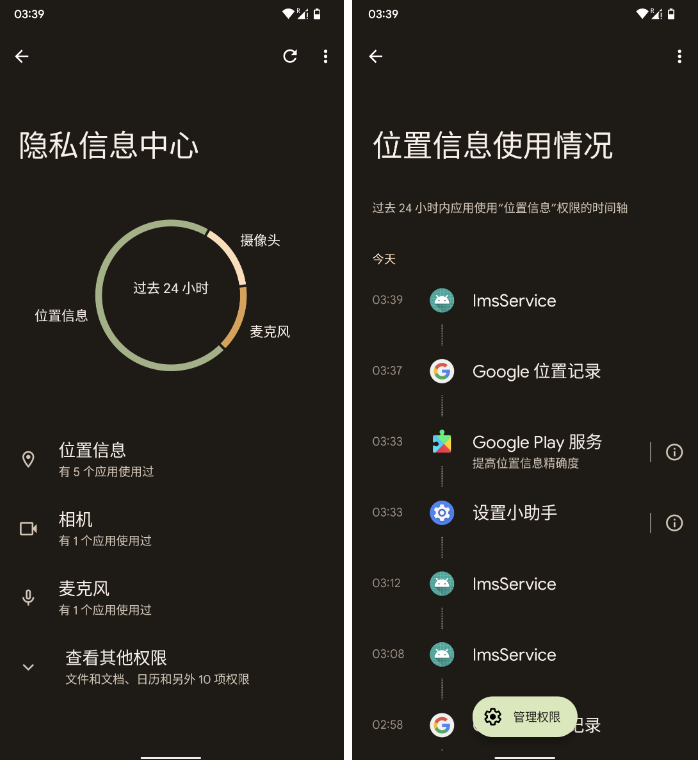 03:39
R
隐私信息中心
摄像头
过去 24 小时
位置信息
麦克风
位置信息
有 5 个应用使用过
相机
有 1 个应用使用过
麦克风
有 1 个应用使用过
查看其他权限
文件和文档、日历和另外 10 项权限
03:39
R
位置信息使用情况
过去 24 小时内应用使用“位置信息”权限的时间轴
今天
03:39 ImsService
03:37 Google 位置记录
03:33 Google Play 服务
提高位置信息精确度
03:33 设置小助手
03:12 ImsService
03:08 ImsService
02:58 记录
管理权限